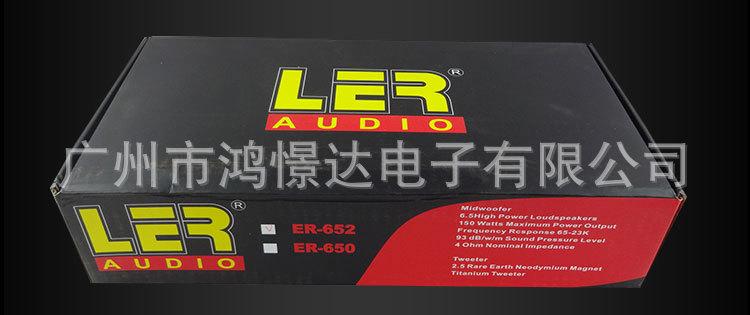 LER®
AUDIO
广州市鸿憬达电子有限公司
LER®
AUDIO
ER-652
ER-650
Midwoofer
6.5High Power Loudspeakers
150 Watts Maximum Power Output
Frequency Response 65-23K
93 dB/w/m Sound Pressure Level
4 Ohm Nominal Impedance
Tweeter
2.5 Rare Earth Neodymium Magnet
Titanium Tweeter